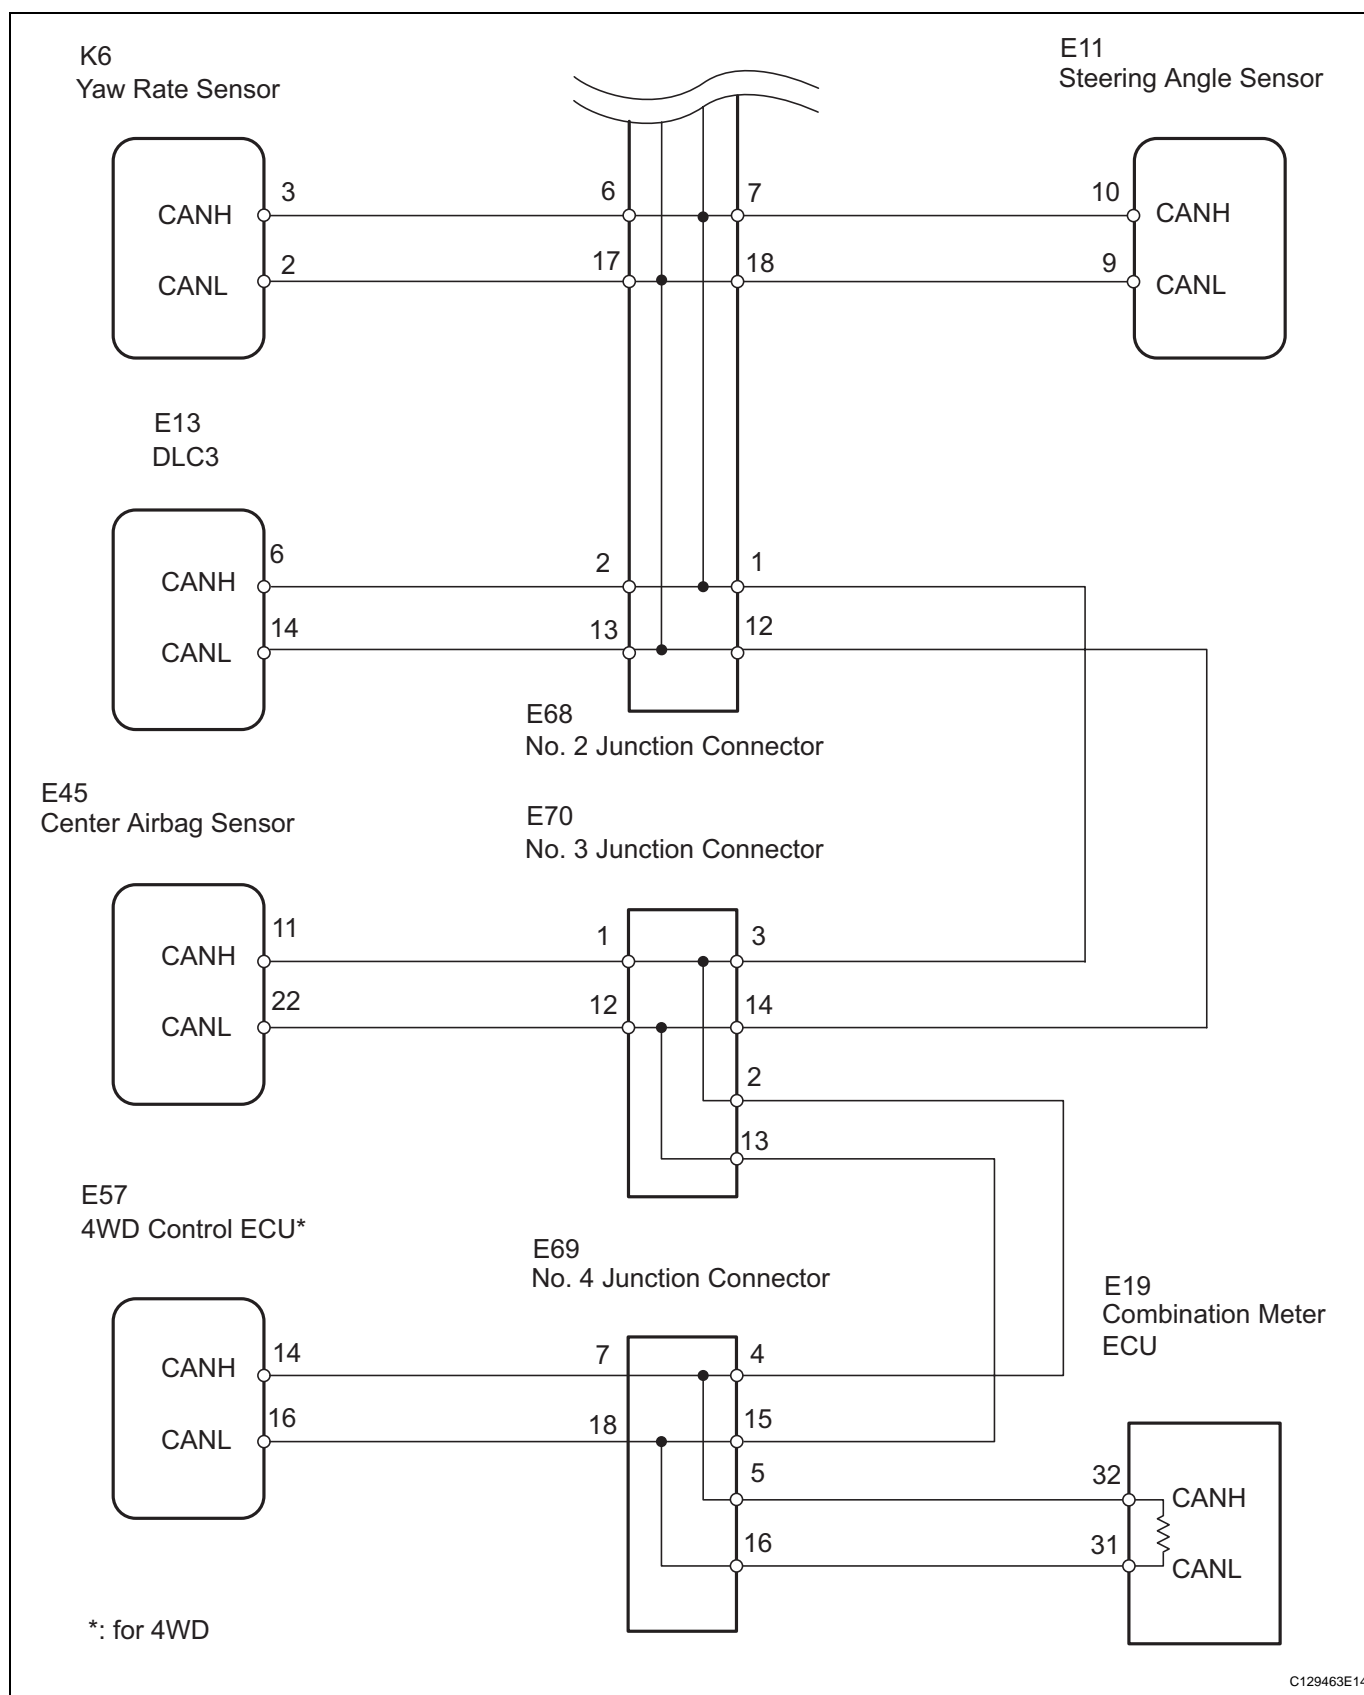 K6
Yaw Rate Sensor
E11
Steering Angle Sensor
CANH 3 6 7 10 CANH
CANL 2 17 18 9 CANL
E13
DLC3
CANH 6 2 1
CANL 14 13 12
E68
No. 2 Junction Connector
E45
Center Airbag Sensor
E70
No. 3 Junction Connector
CANH 11 1 3
CANL 22 12 14
2
13
E57
4WD Control ECU*
E69
No. 4 Junction Connector
E19
Combination Meter
ECU
CANH 14 7 4
CANL 16 18 15
5 32 CANH
16 31 CANL
*: for 4WD
C129463E14